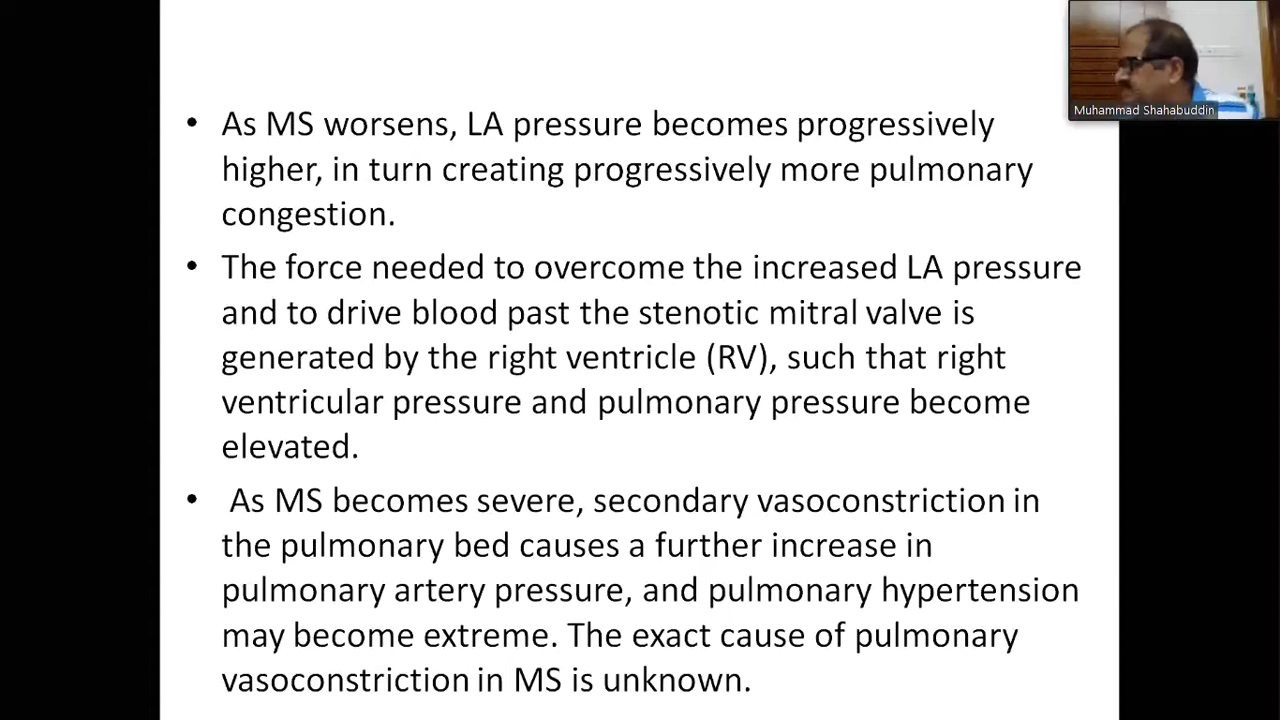 Muhammad Shahabuddin
• As MS worsens, LA pressure becomes progressively
higher, in turn creating progressively more pulmonary
congestion.
• The force needed to overcome the increased LA pressure
and to drive blood past the stenotic mitral valve is
generated by the right ventricle (RV), such that right
ventricular pressure and pulmonary pressure become
elevated.
• As MS becomes severe, secondary vasoconstriction in
the pulmonary bed causes a further increase in
pulmonary artery pressure, and pulmonary hypertension
may become extreme. The exact cause of pulmonary
vasoconstriction in MS is unknown.